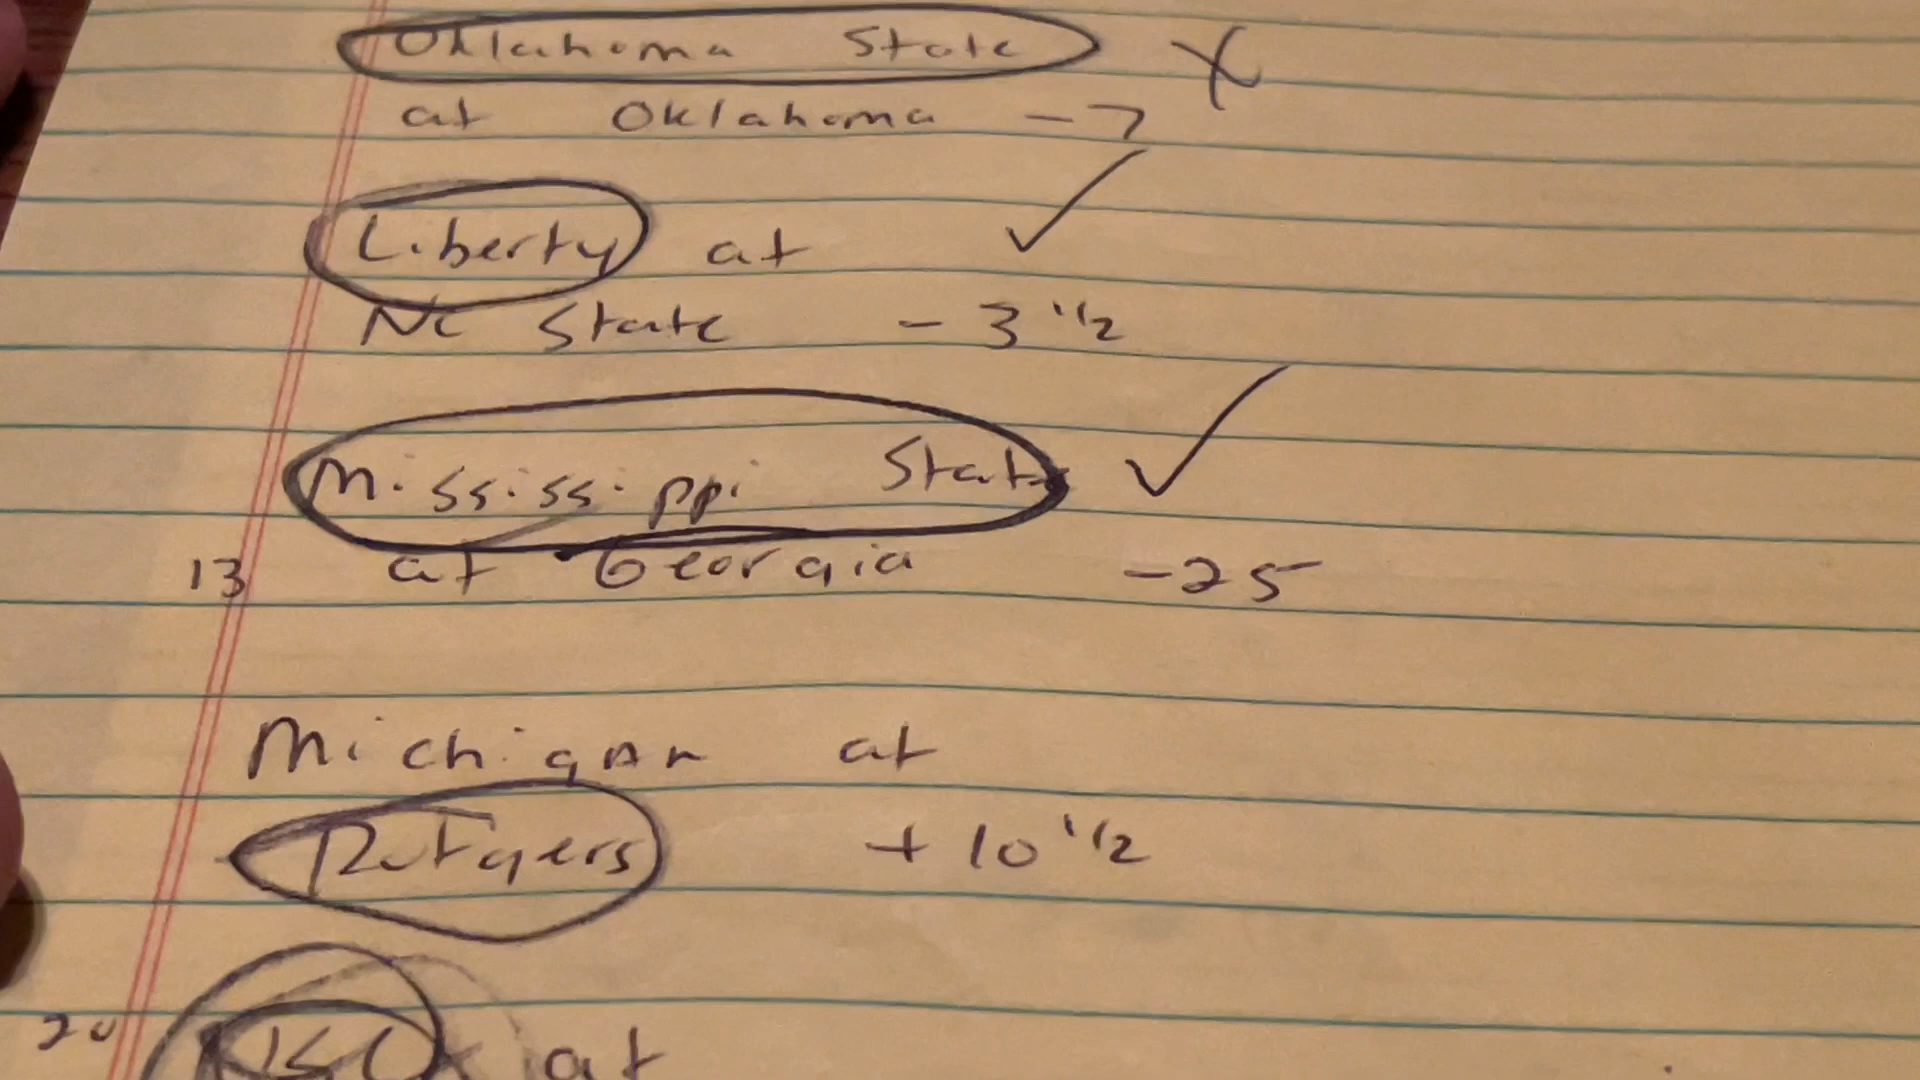 Oklahoma State X
at Oklahoma -7
Liberty at ✓
NC State - 3 1/2
Mississippi State ✓
13 at Georgia -25
Michigan at
Rutgers + 10 1/2
20 at